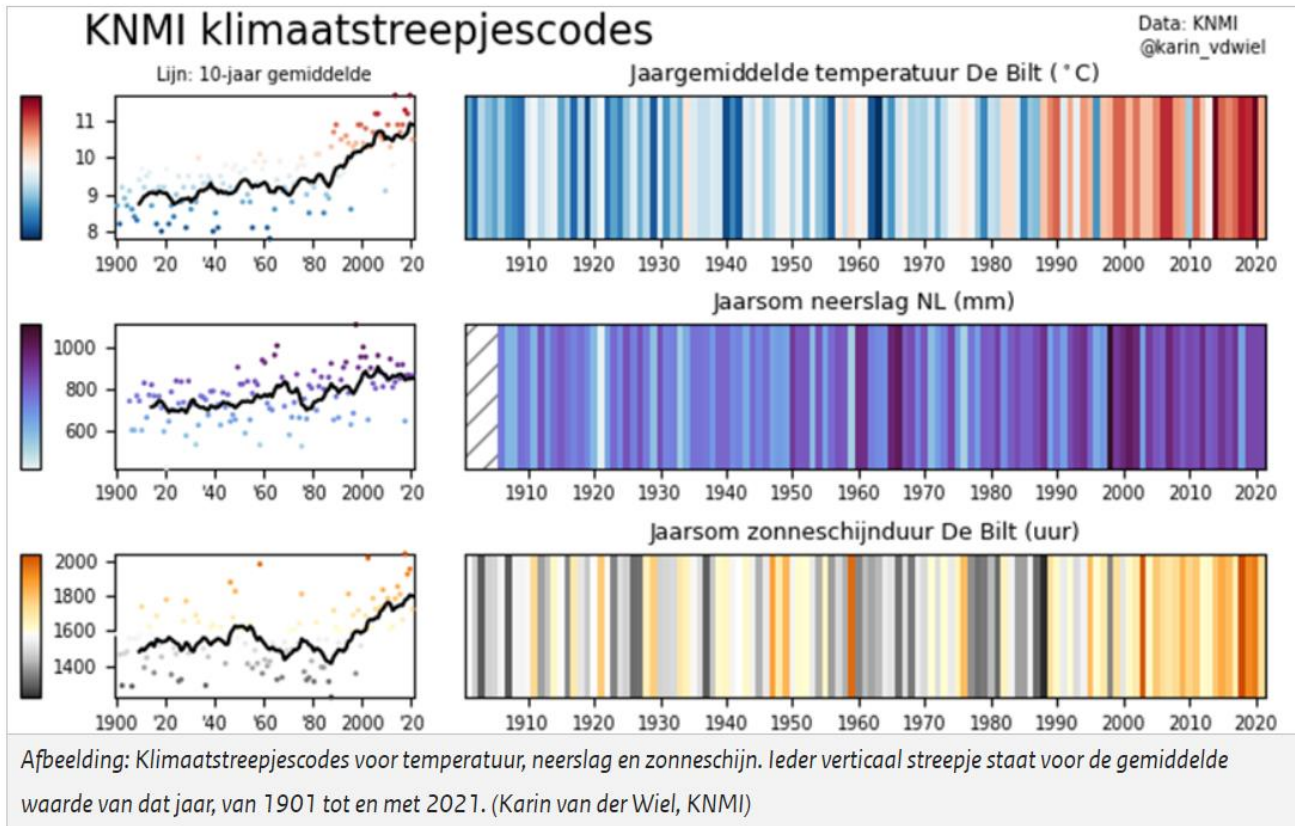 KNMI klimaatstreepjescodes
Data: KNMI
@karin_vdwiel
Lijn: 10-jaar gemiddelde
Jaargemiddelde temperatuur De Bilt (°C)
11
10
9
8
1900 '20 '40 '60 '80 2000 '20
1910 1920 1930 1940 1950 1960 1970 1980 1990 2000 2010 2020
Jaarsom neerslag NL (mm)
1000
800
600
1900 '20 '40 '60 '80 2000 '20
1910 1920 1930 1940 1950 1960 1970 1980 1990 2000 2010 2020
Jaarsom zonneschijnduur De Bilt (uur)
2000
1800
1600
1400
1900 '20 '40 '60 '80 2000 '20
1910 1920 1930 1940 1950 1960 1970 1980 1990 2000 2010 2020
Afbeelding: Klimaatstreepjescodes voor temperatuur, neerslag en zonneschijn. Ieder verticaal streepje staat voor de gemiddelde
waarde van dat jaar, van 1901 tot en met 2021. (Karin van der Wiel, KNMI)